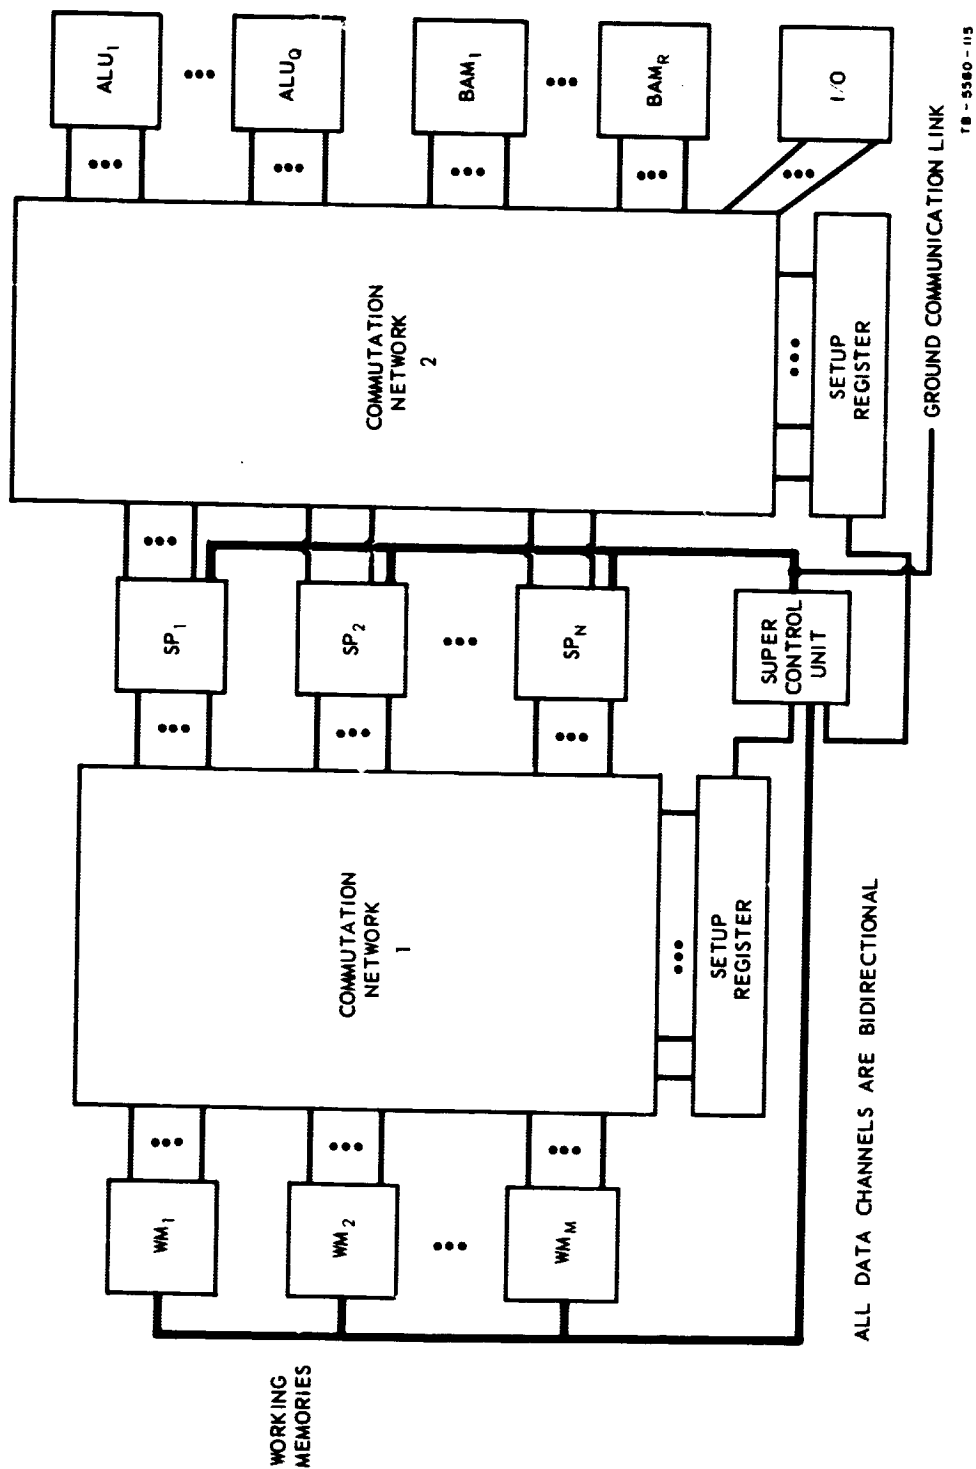 WORKING
MEMORIES
WM1
WM2
WMM
COMMUTATION
NETWORK
1
SETUP
REGISTER
SP1
SP2
SPN
SUPER
CONTROL
UNIT
COMMUTATION
NETWORK
2
SETUP
REGISTER
ALU1
ALUQ
BAM1
BAMR
I/O
GROUND COMMUNICATION LINK
ALL DATA CHANNELS ARE BIDIRECTIONAL
TB-5580-115